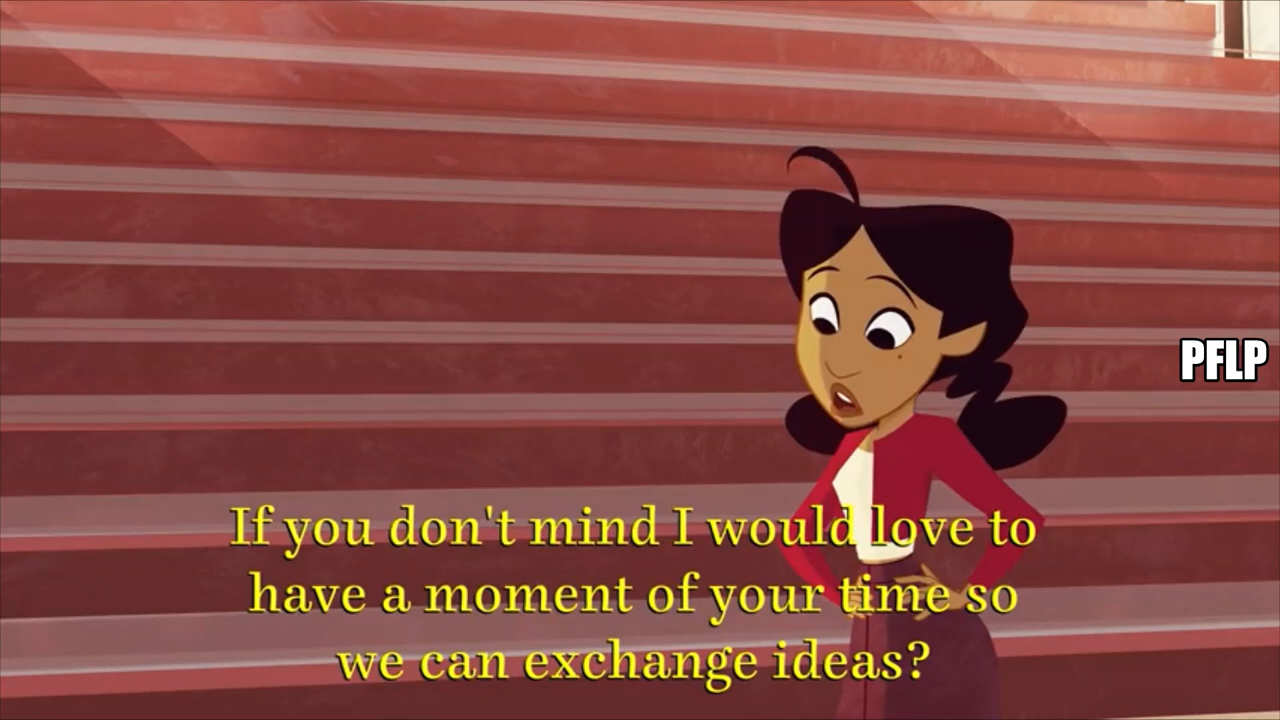 PFLP
If you don't mind I would love to
have a moment of your time so
we can exchange ideas?